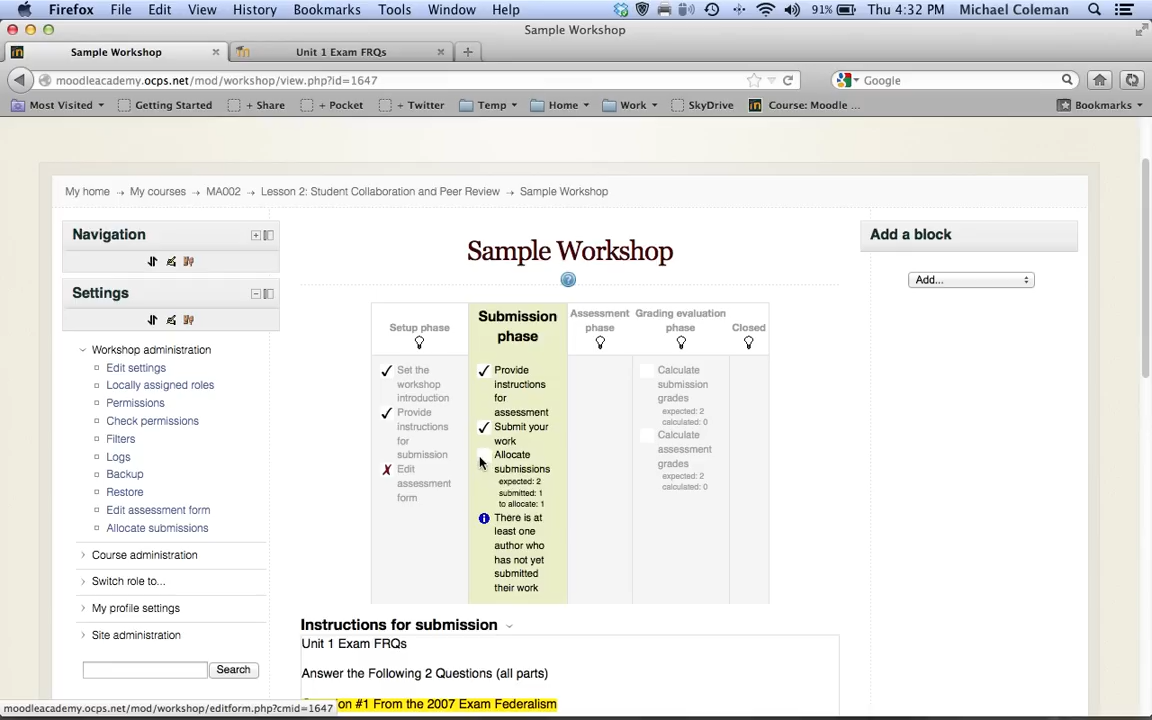 Firefox File Edit View History Bookmarks Tools Window Help 91% Thu 4:32 PM Michael Coleman
Sample Workshop
Sample Workshop Unit 1 Exam FRQs
moodleacademy.ocps.net/mod/workshop/view.php?id=1647 Google
Most Visited Getting Started + Share + Pocket + Twitter Temp Home Work SkyDrive Course: Moodle ... Bookmarks
My home → My courses → MA002 → Lesson 2: Student Collaboration and Peer Review → Sample Workshop
Navigation
Settings
Workshop administration
Edit settings
Locally assigned roles
Permissions
Check permissions
Filters
Logs
Backup
Restore
Edit assessment form
Allocate submissions
Course administration
Switch role to...
My profile settings
Site administration
Search
Sample Workshop
Setup phase
Set the
workshop
introduction
Provide
instructions
for
submission
Edit
assessment
form
Submission
phase
Provide
instructions
for
assessment
Submit your
work
Allocate
submissions
expected: 2
submitted: 1
to allocate: 1
There is at
least one
author who
has not yet
submitted
their work
Assessment
phase
Grading evaluation
phase
Calculate
submission
grades
expected: 2
calculated: 0
Calculate
assessment
grades
expected: 2
calculated: 0
Closed
Instructions for submission
Unit 1 Exam FRQs
Answer the Following 2 Questions (all parts)
on #1 From the 2007 Exam Federalism
Add a block
Add...
moodleacademy.ocps.net/mod/workshop/editform.php?cmid=1647